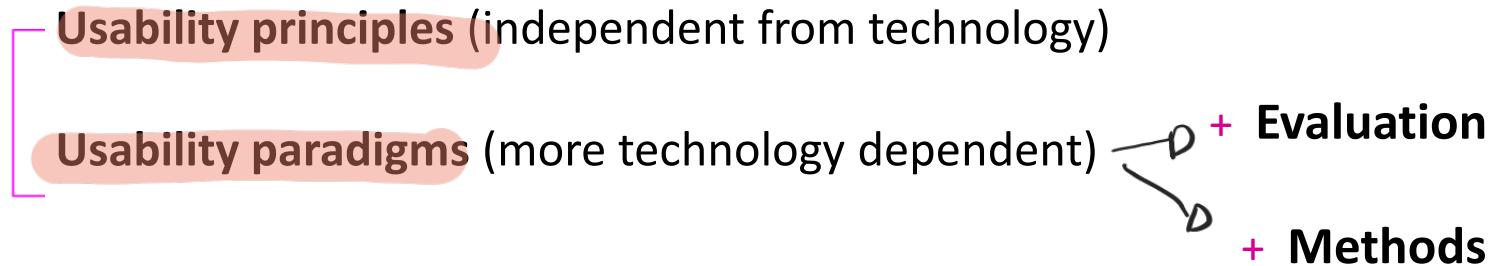 Usability principles (independent from technology)
+ Evaluation
Usability paradigms (more technology dependent)
+ Methods